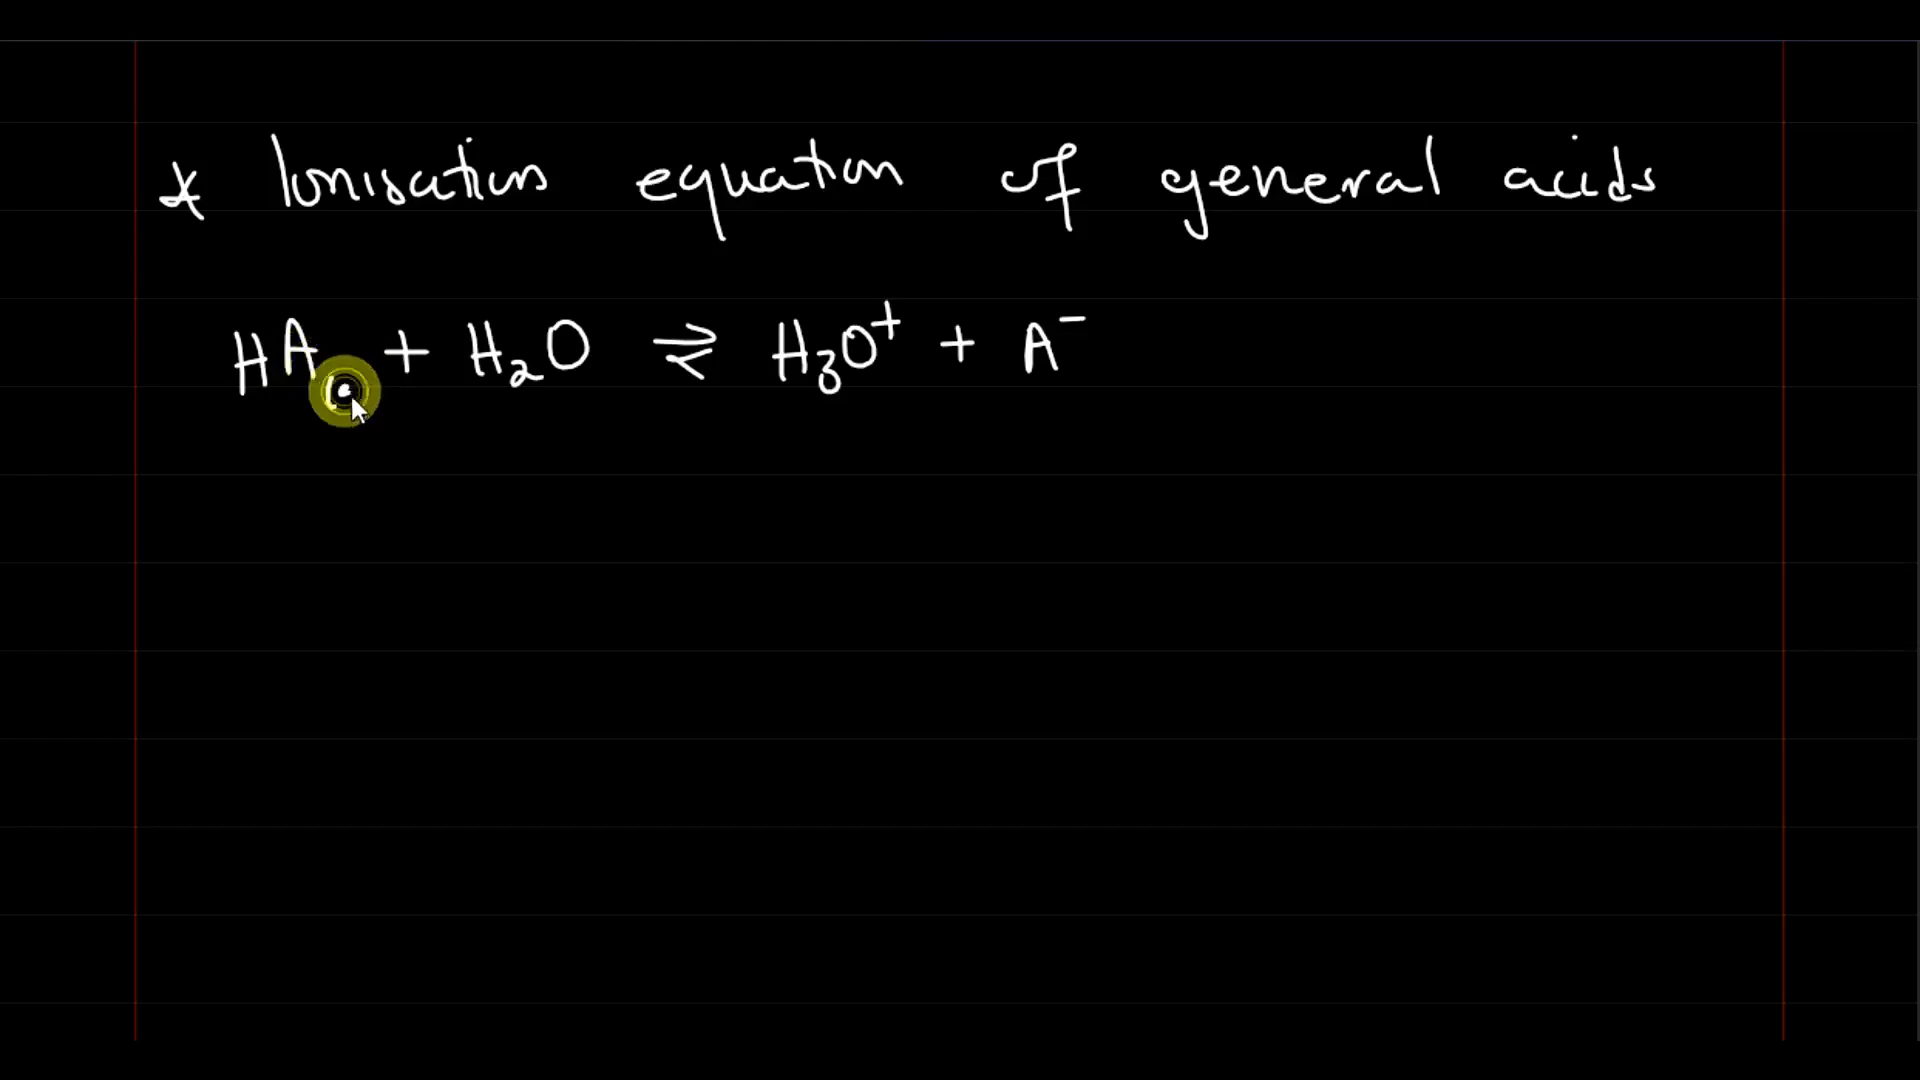 * Ionisation equation of general acids
HA( + H₂O ⇌ H₃O⁺ + A⁻